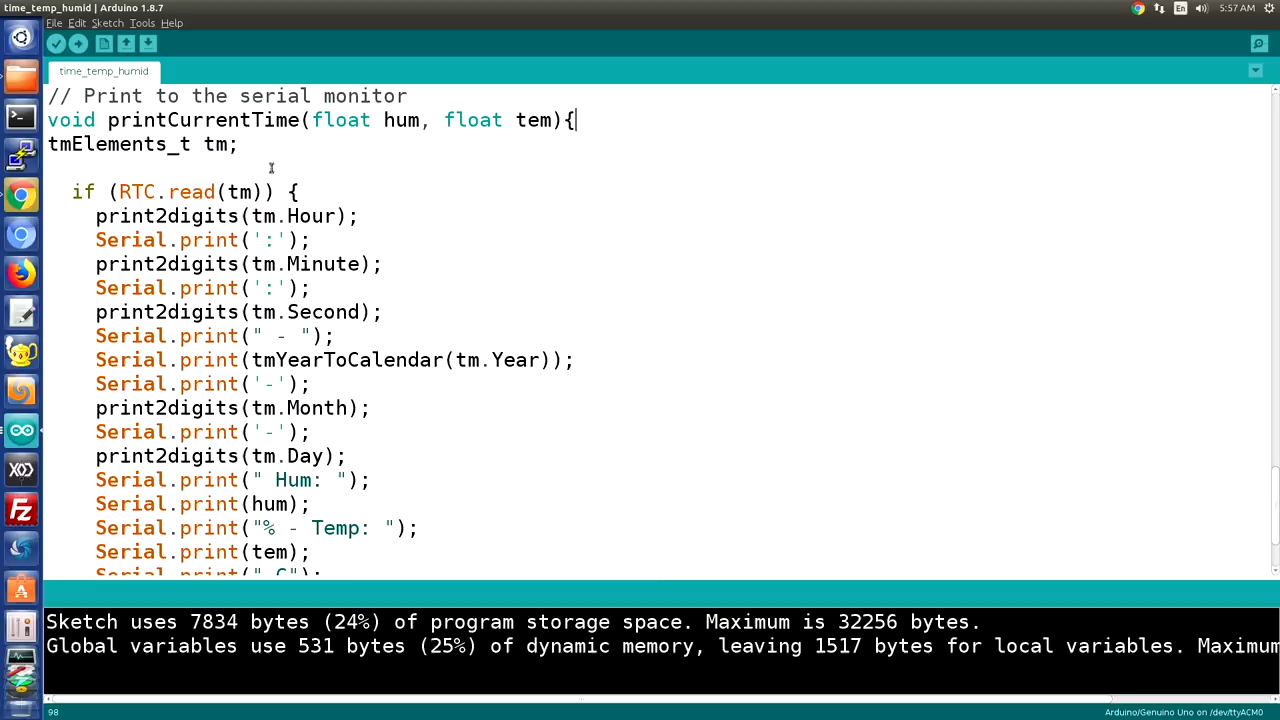 time_temp_humid | Arduino 1.8.7
En
5:57 AM
File Edit Sketch Tools Help
time_temp_humid
// Print to the serial monitor
void printCurrentTime(float hum, float tem){
tmElements_t tm;
if (RTC.read(tm)) {
print2digits(tm.Hour);
Serial.print(':');
print2digits(tm.Minute);
Serial.print(':');
print2digits(tm.Second);
Serial.print(" - ");
Serial.print(tmYearToCalendar(tm.Year));
Serial.print('-');
print2digits(tm.Month);
Serial.print('-');
print2digits(tm.Day);
Serial.print(" Hum: ");
Serial.print(hum);
Serial.print("% - Temp: ");
Serial.print(tem);
Serial.print(" C");
Sketch uses 7834 bytes (24%) of program storage space. Maximum is 32256 bytes.
Global variables use 531 bytes (25%) of dynamic memory, leaving 1517 bytes for local variables. Maximum
98
Arduino/Genuino Uno on /dev/ttyACM0